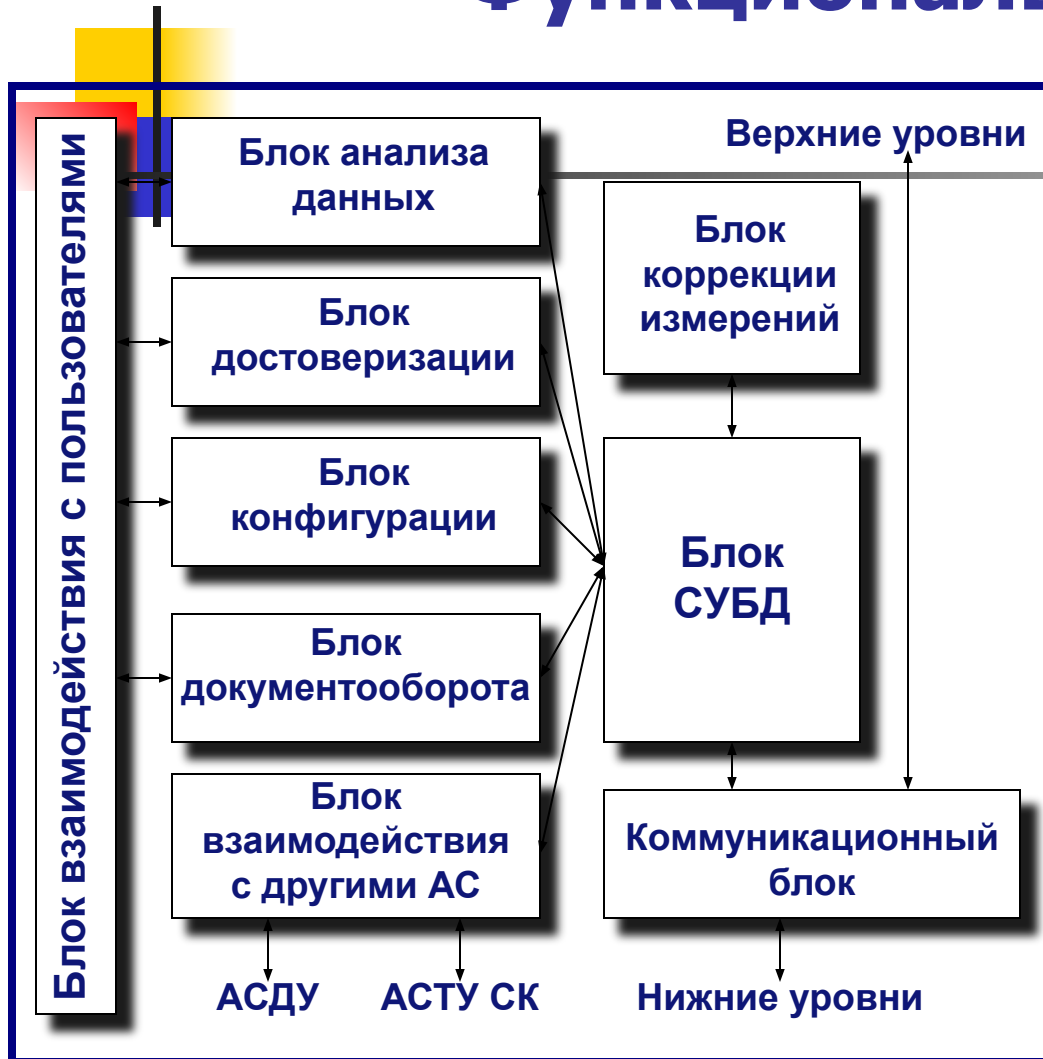 Блок взаимодействия с пользователями
Блок анализа
данных
Блок
достоверизации
Блок
конфигурации
Блок
документооборота
Блок
взаимодействия
с другими АС
АСДУ
АСТУ СК
Верхние уровни
Блок
коррекции
измерений
Блок
СУБД
Коммуникационный
блок
Нижние уровни